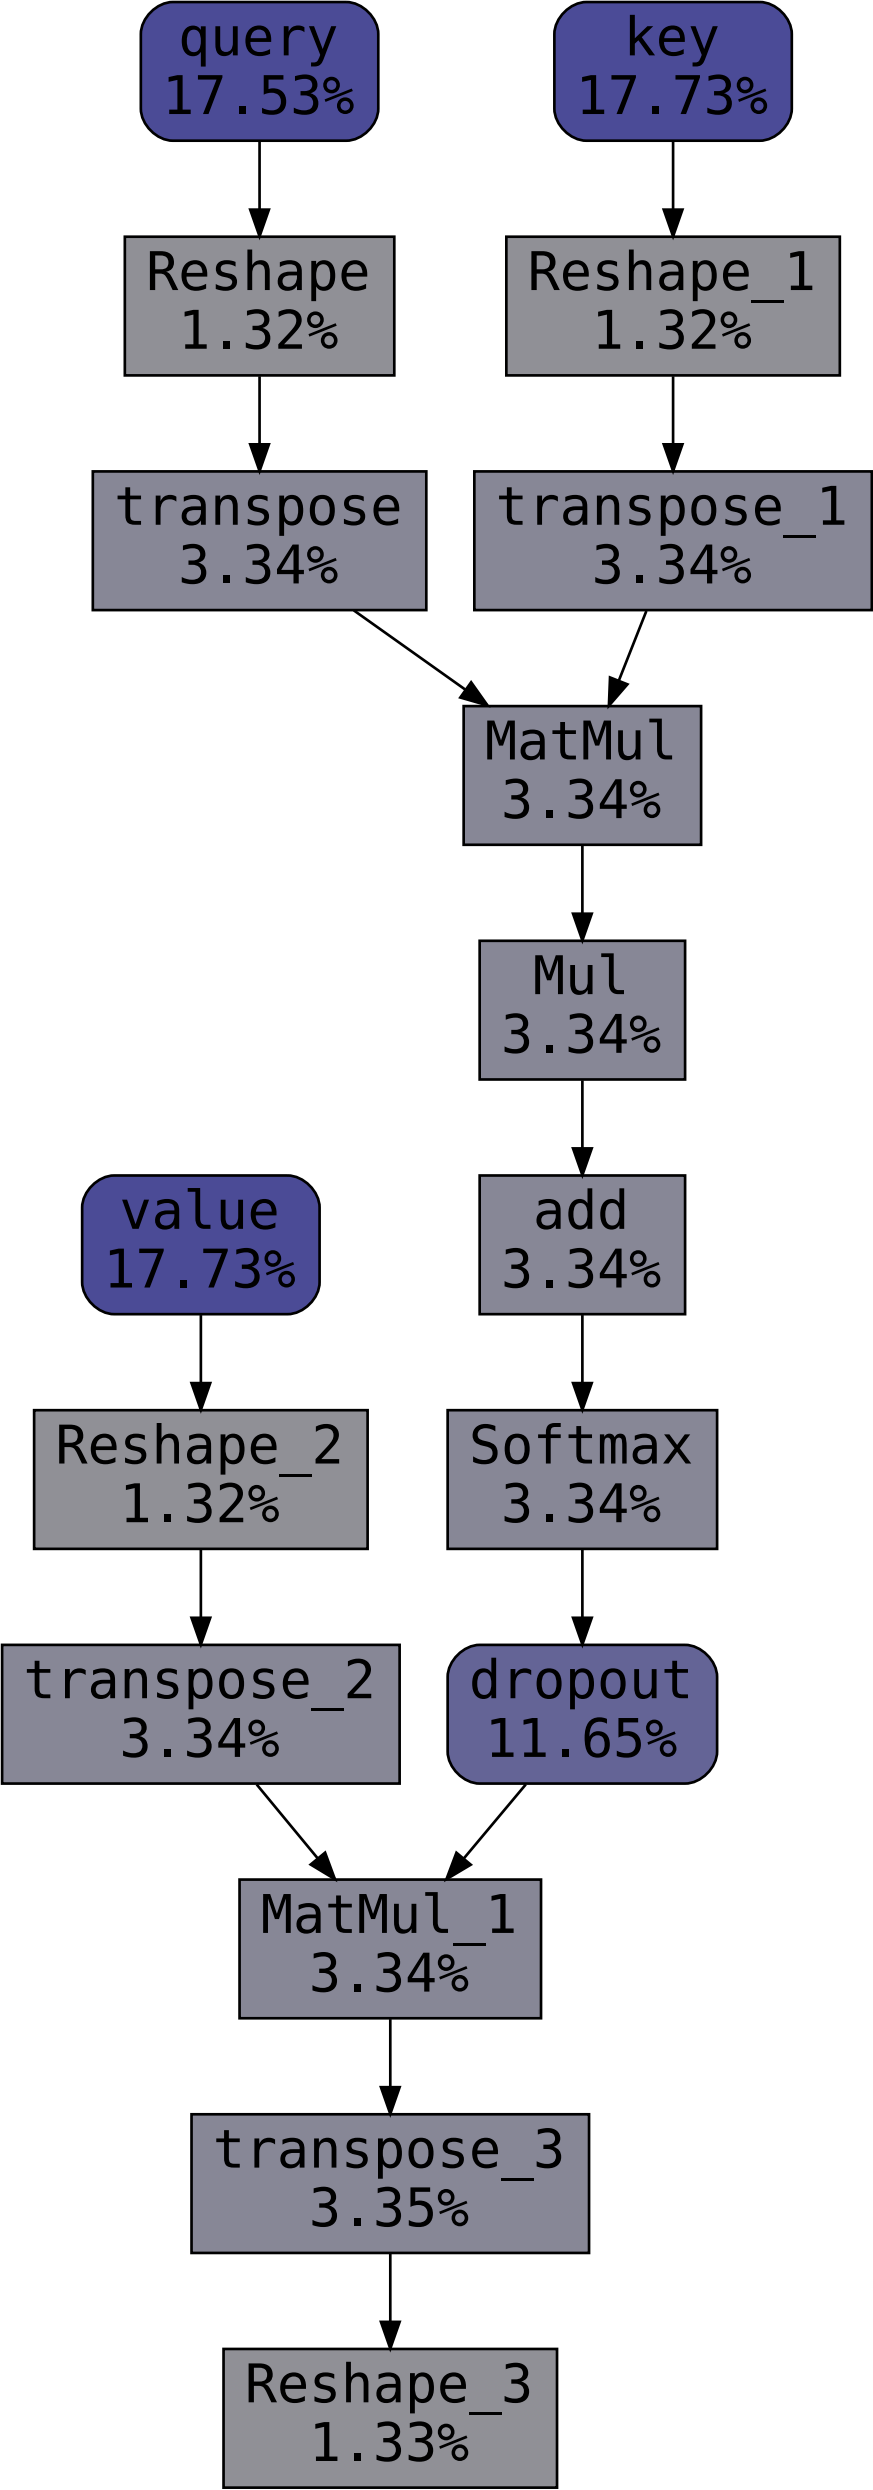 query
17.53%
key
17.73%
Reshape
1.32%
Reshape_1
1.32%
transpose
3.34%
transpose_1
3.34%
MatMul
3.34%
Mul
3.34%
add
3.34%
value
17.73%
Softmax
3.34%
Reshape_2
1.32%
transpose_2
3.34%
dropout
11.65%
MatMul_1
3.34%
transpose_3
3.35%
Reshape_3
1.33%